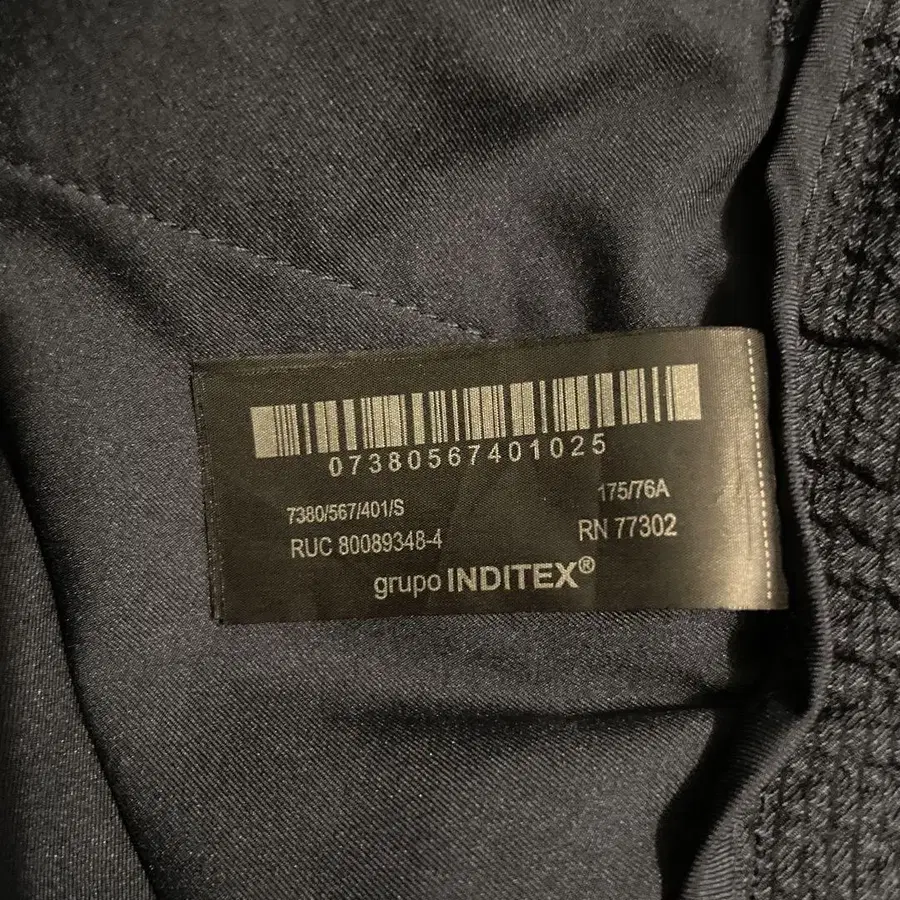 07380567401025
7380/567/401/S
175/76A
RUC 80089348-4
RN 77302
grupo INDITEX®